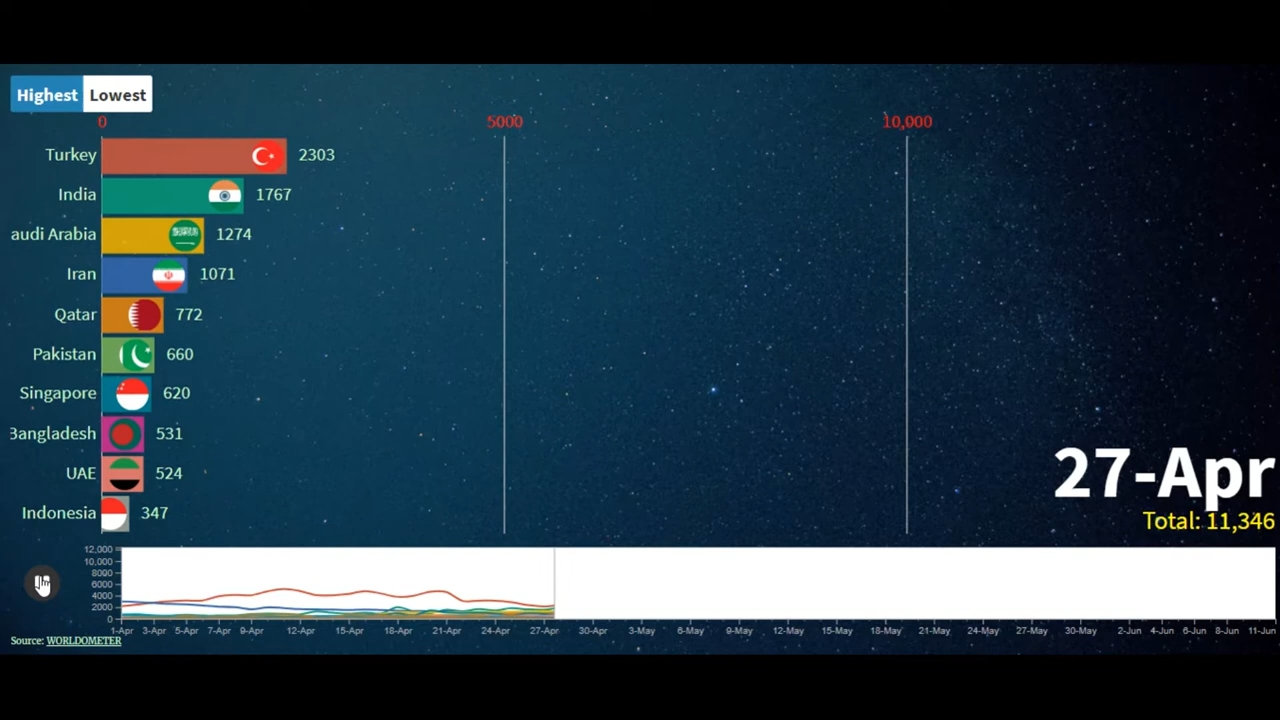 Highest Lowest
0 5000 10,000
Turkey 2303
India 1767
audi Arabia 1274
Iran 1071
Qatar 772
Pakistan 660
Singapore 620
Bangladesh 531
UAE 524
Indonesia 347
27-Apr
Total: 11,346
12,000
10,000
8000
6000
4000
2000
0
1-Apr 3-Apr 5-Apr 7-Apr 9-Apr 12-Apr 15-Apr 18-Apr 21-Apr 24-Apr 27-Apr 30-Apr 3-May 6-May 9-May 12-May 15-May 18-May 21-May 24-May 27-May 30-May 2-Jun 4-Jun 6-Jun 8-Jun 11-Jun
Source: WORLDOMETER